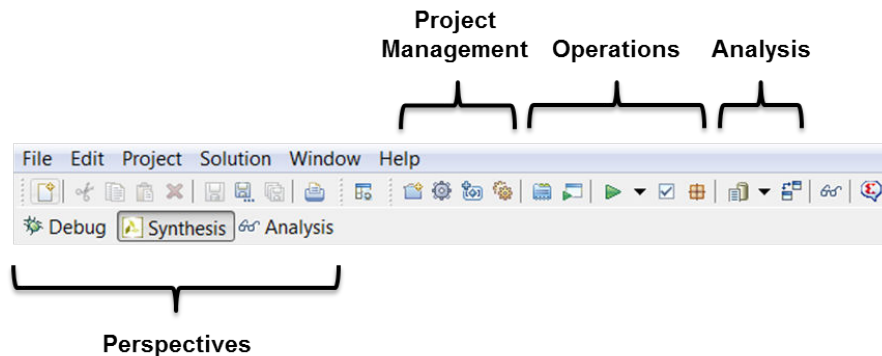 Project
Management Operations Analysis
File Edit Project Solution Window Help
Debug Synthesis Analysis
Perspectives